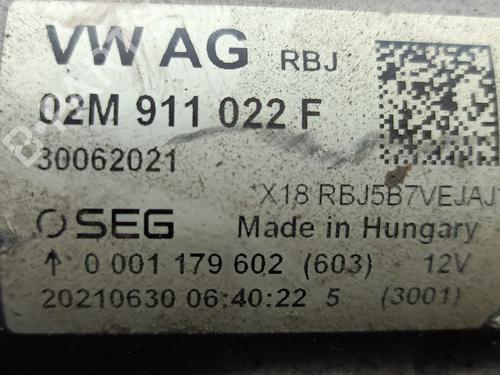 VW AG RBJ
02M 911 022 F
30062021
*X18 RBJ5B7VEJAJ
SEG Made in Hungary
↑ 0 001 179 602 (603) 12V
20210630 06:40:22 5 (3001)